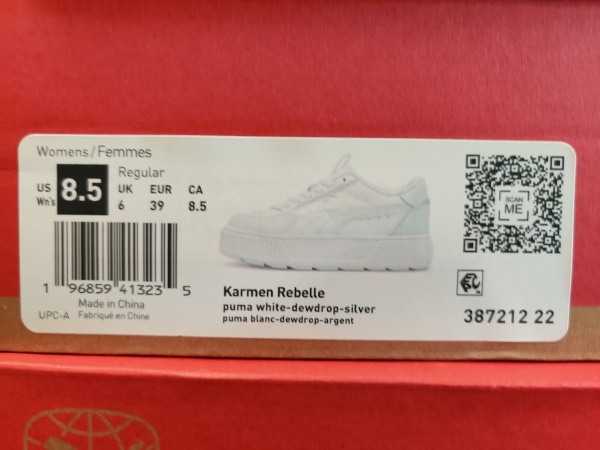 Womens/Femmes
Regular
US UK EUR CA
Wn's 8.5 6 39 8.5
1 96859 41323 5
Made in China
UPC-A Fabriqué en Chine
Karmen Rebelle
puma white-dewdrop-silver
puma blanc-dewdrop-argent
SCAN
ME
387212 22